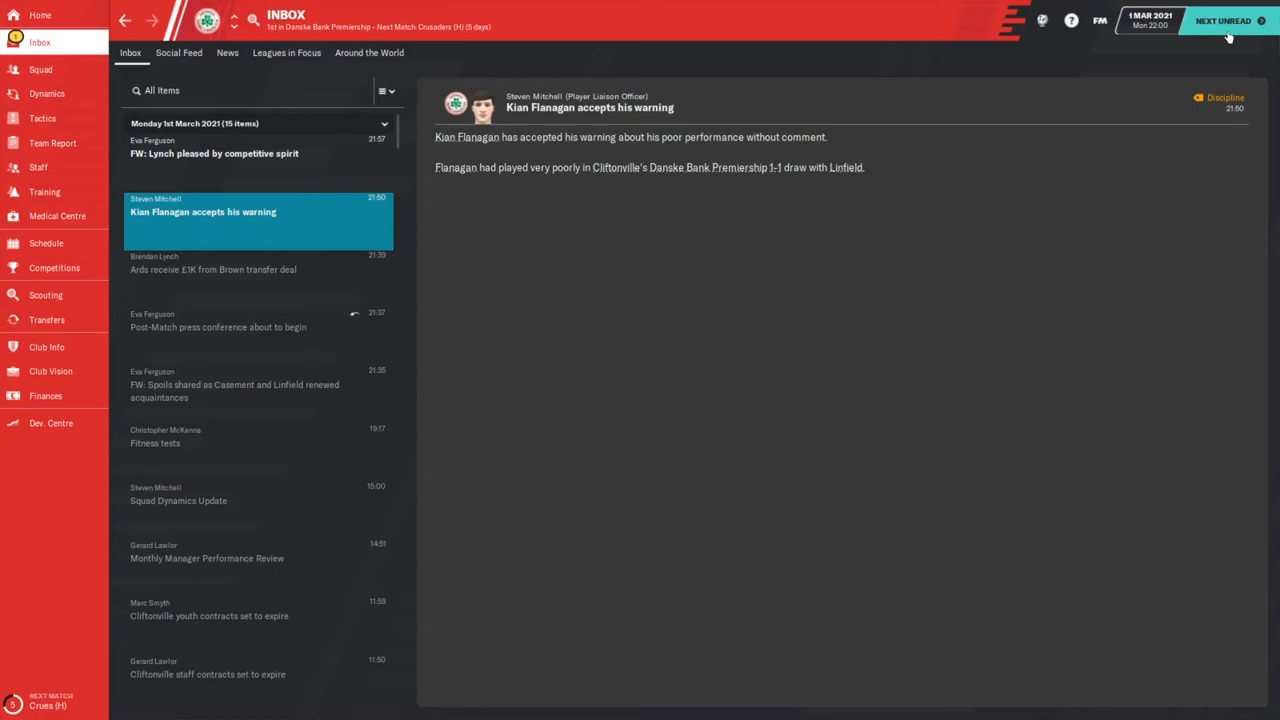 Home
Inbox
Squad
Dynamics
Tactics
Team Report
Staff
Training
Medical Centre
Schedule
Competitions
Scouting
Transfers
Club Info
Club Vision
Finances
Dev. Centre
5
NEXT MATCH
Crues (H)
INBOX
1st in Danske Bank Premiership - Next Match: Crusaders (H) (5 days)
?
FM
1 MAR 2021
Mon 22:00
NEXT UNREAD
Inbox Social Feed News Leagues in Focus Around the World
All Items
Monday 1st March 2021 (15 items)
Eva Ferguson 21:57
FW: Lynch pleased by competitive spirit
Steven Mitchell 21:50
Kian Flanagan accepts his warning
Brendan Lynch 21:39
Ards receive £1K from Brown transfer deal
Eva Ferguson 21:37
Post-Match press conference about to begin
Eva Ferguson 21:35
FW: Spoils shared as Casement and Linfield renewed
acquaintances
Christopher McKenna 19:17
Fitness tests
Steven Mitchell 15:00
Squad Dynamics Update
Gerard Lawlor 14:51
Monthly Manager Performance Review
Marc Smyth 11:59
Cliftonville youth contracts set to expire
Gerard Lawlor 11:50
Cliftonville staff contracts set to expire
Steven Mitchell (Player Liaison Officer)
Kian Flanagan accepts his warning
Discipline
21:50
Kian Flanagan has accepted his warning about his poor performance without comment.
Flanagan had played very poorly in Cliftonville's Danske Bank Premiership 1-1 draw with Linfield.